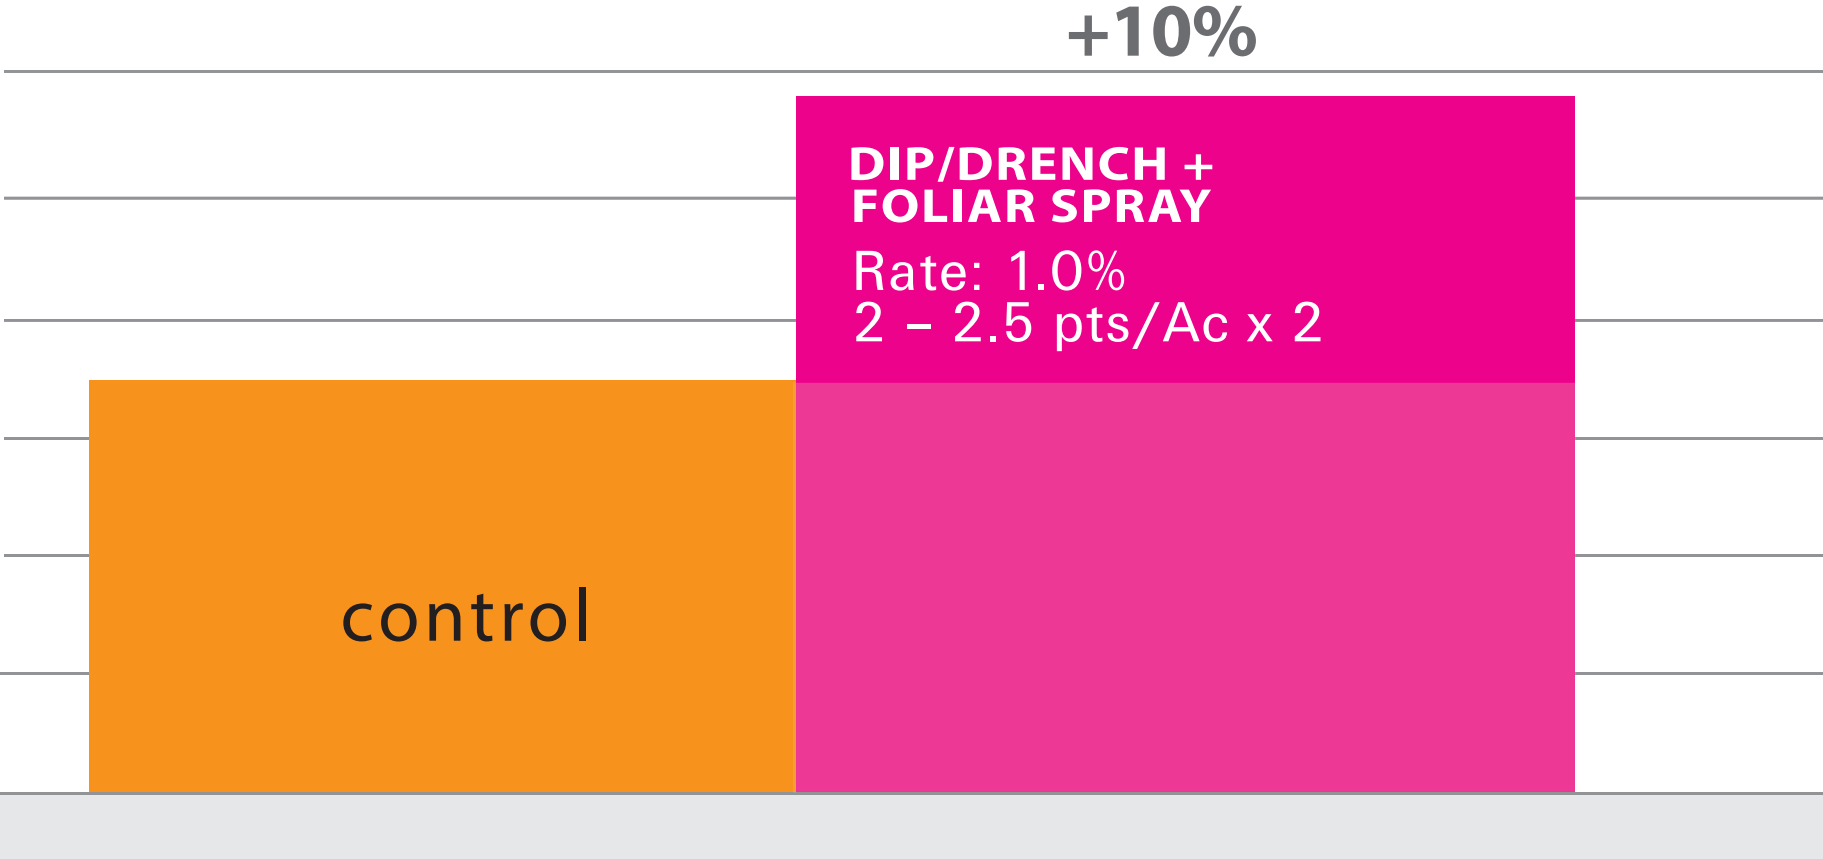 +10%
DIP/DRENCH +
FOLIAR SPRAY
Rate: 1.0%
2 – 2.5 pts/Ac x 2
control